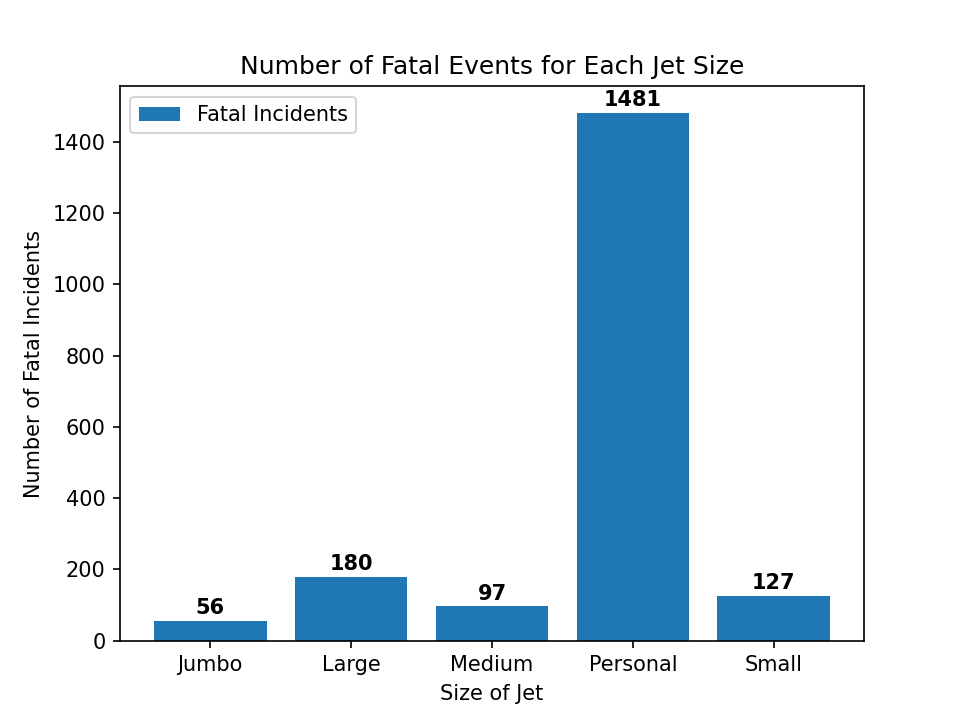 Number of Fatal Events for Each Jet Size
Fatal Incidents
Number of Fatal Incidents
1400
1200
1000
800
600
400
200
0
56
180
97
1481
127
Jumbo
Large
Medium
Personal
Small
Size of Jet